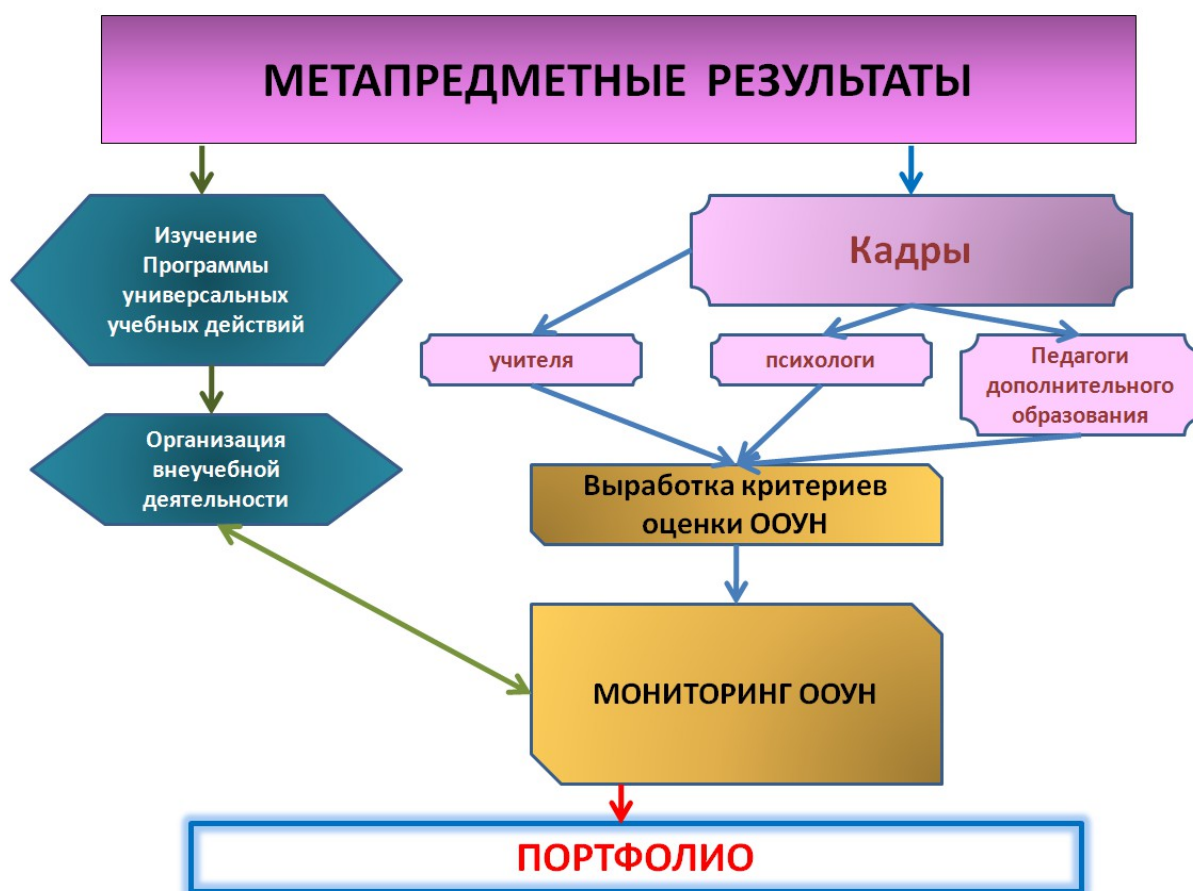 МЕТАПРЕДМЕТНЫЕ РЕЗУЛЬТАТЫ
Изучение
Программы
универсальных
учебных действий
Кадры
учителя
психологи
Педагоги
дополнительного
образования
Организация
внеучебной
деятельности
Выработка критериев
оценки ООУН
МОНИТОРИНГ ООУН
ПОРТФОЛИО